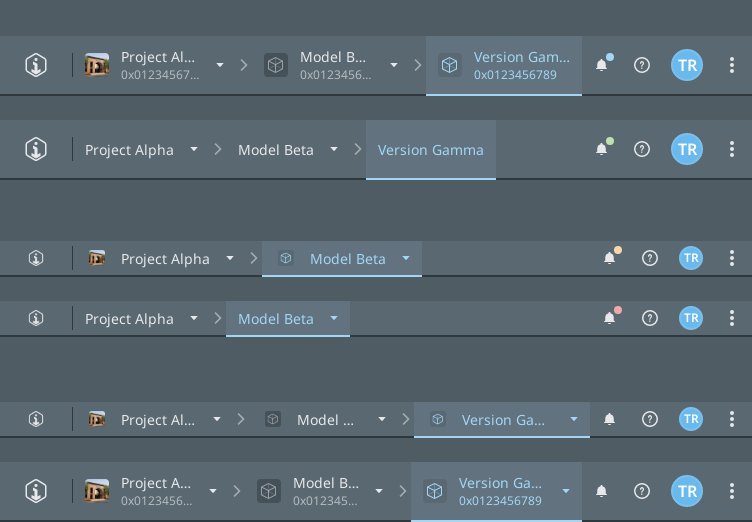 Project Al...
0x01234567...
Model B...
0x0123456...
Version Gam...
0x0123456789
TR
Project Alpha
Model Beta
Version Gamma
TR
Project Alpha
Model Beta
TR
Project Alpha
Model Beta
TR
Project Al...
Model ...
Version Ga...
TR
Project A...
0x0123456...
Model B...
0x012345...
Version Ga...
0x0123456789
TR